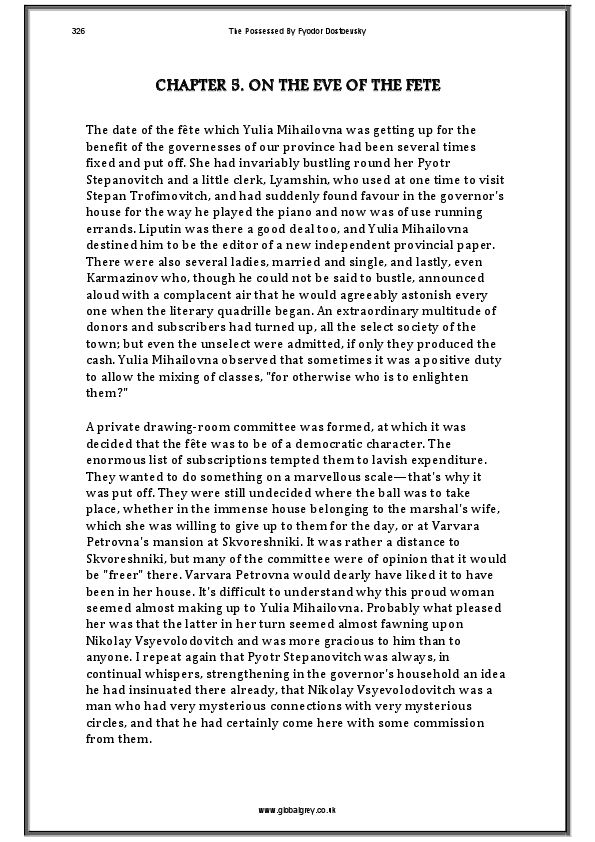 326
The Possessed By Fyodor Dostoevsky
CHAPTER 5. ON THE EVE OF THE FETE
The date of the fête which Yulia Mihailovna was getting up for the
benefit of the governesses of our province had been several times
fixed and put off. She had invariably bustling round her Pyotr
Stepanovitch and a little clerk, Lyamshin, who used at one time to visit
Stepan Trofimovitch, and had suddenly found favour in the governor's
house for the way he played the piano and now was of use running
errands. Liputin was there a good deal too, and Yulia Mihailovna
destined him to be the editor of a new independent provincial paper.
There were also several ladies, married and single, and lastly, even
Karmazinov who, though he could not be said to bustle, announced
aloud with a complacent air that he would agreeably astonish every
one when the literary quadrille began. An extraordinary multitude of
donors and subscribers had turned up, all the select society of the
town; but even the unselect were admitted, if only they produced the
cash. Yulia Mihailovna observed that sometimes it was a positive duty
to allow the mixing of classes, "for otherwise who is to enlighten
them?"
A private drawing-room committee was formed, at which it was
decided that the fête was to be of a democratic character. The
enormous list of subscriptions tempted them to lavish expenditure.
They wanted to do something on a marvellous scale—that's why it
was put off. They were still undecided where the ball was to take
place, whether in the immense house belonging to the marshal's wife,
which she was willing to give up to them for the day, or at Varvara
Petrovna's mansion at Skvoreshniki. It was rather a distance to
Skvoreshniki, but many of the committee were of opinion that it would
be "freer" there. Varvara Petrovna would dearly have liked it to have
been in her house. It's difficult to understand why this proud woman
seemed almost making up to Yulia Mihailovna. Probably what pleased
her was that the latter in her turn seemed almost fawning upon
Nikolay Vsyevolodovitch and was more gracious to him than to
anyone. I repeat again that Pyotr Stepanovitch was always, in
continual whispers, strengthening in the governor's household an idea
he had insinuated there already, that Nikolay Vsyevolodovitch was a
man who had very mysterious connections with very mysterious
circles, and that he had certainly come here with some commission
from them.
www.globalgrey.co.uk